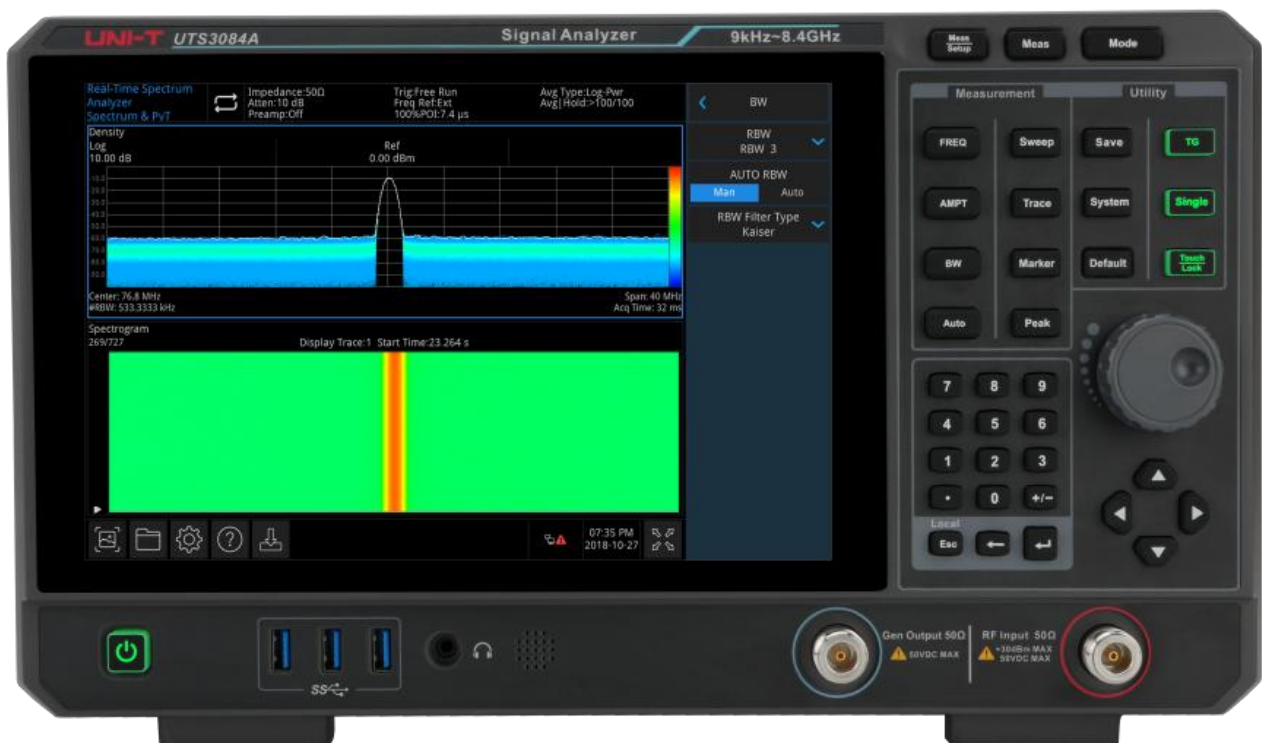 UNI-T UTS3084A Signal Analyzer 9kHz~8.4GHz
Meas Setup
Meas
Mode
Real-Time Spectrum
Analyzer
Spectrum & PvT
Impedance:50Ω
Atten:10 dB
Preamp:Off
Trig:Free Run
Freq Ref:Ext
100%POI:7.4 μs
Avg Type:Log-Pwr
Avg|Hold:>100/100
BW
RBW
RBW 3
AUTO RBW
Man Auto
RBW Filter Type
Kaiser
Density
Log
10.00 dB
Ref
0.00 dBm
Center: 76.8 MHz
#RBW: 533.3333 kHz
Span: 40 MHz
Acq Time: 32 ms
Spectrogram
269/727
Display Trace:1 Start Time:23.264 s
07:35 PM
2018-10-27
Measurement
Utility
FREQ
Sweep
Save
TG
AMPT
Trace
System
Single
BW
Marker
Default
Touch
Lock
Auto
Peak
7 8 9
4 5 6
1 2 3
. 0 +/-
Local
Esc
SS
Gen Output 50Ω
50VDC MAX
RF Input 50Ω
+30dBm MAX
50VDC MAX